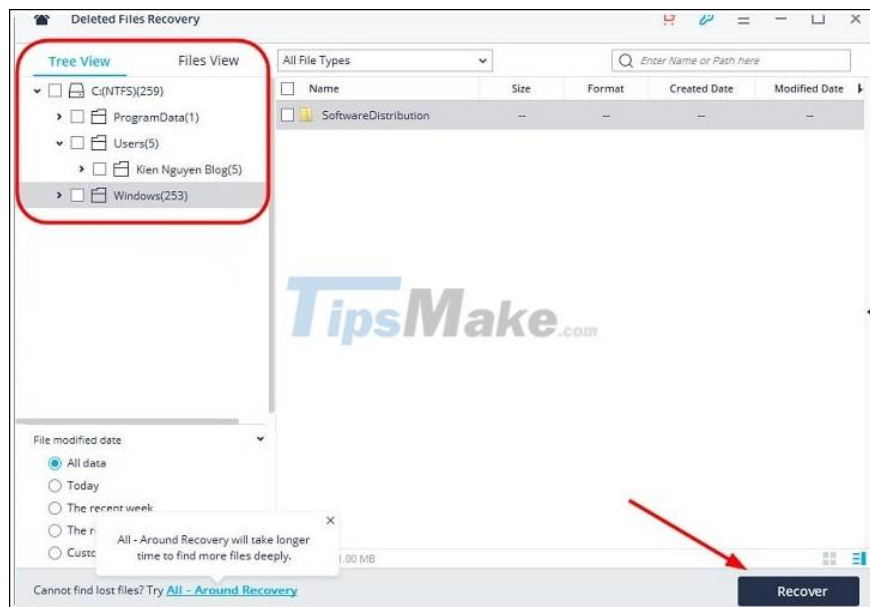 Deleted Files Recovery
Tree View Files View
All File Types
Enter Name or Path here
C:(NTFS)(259)
ProgramData(1)
Users(5)
Kien Nguyen Blog(5)
Windows(253)
Name Size Format Created Date Modified Date
SoftwareDistribution -- -- -- --
TipsMake.com
File modified date
All data
Today
The recent week
The r
Custo
All - Around Recovery will take longer
time to find more files deeply.
1.00 MB
Cannot find lost files? Try All - Around Recovery
Recover